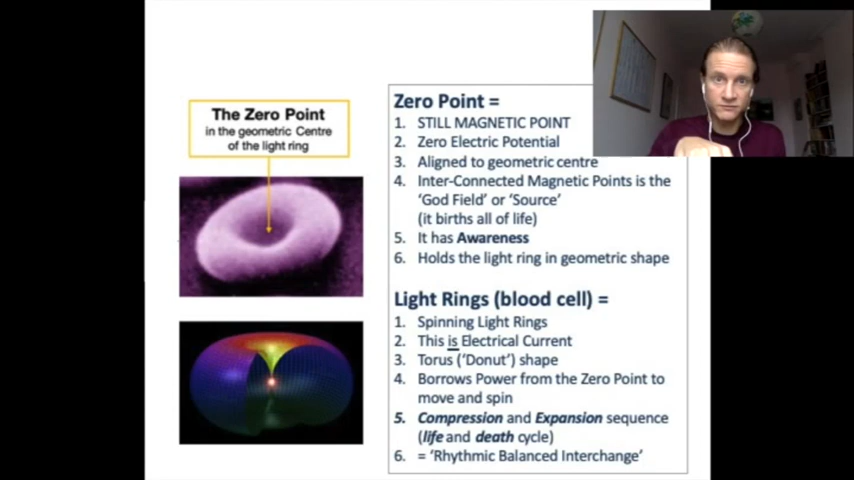 The Zero Point
in the geometric Centre
of the light ring
Zero Point =
1. STILL MAGNETIC POINT
2. Zero Electric Potential
3. Aligned to geometric centre
4. Inter-Connected Magnetic Points is the
'God Field' or 'Source'
(it births all of life)
5. It has Awareness
6. Holds the light ring in geometric shape
Light Rings (blood cell) =
1. Spinning Light Rings
2. This is Electrical Current
3. Torus ('Donut') shape
4. Borrows Power from the Zero Point to
move and spin
5. Compression and Expansion sequence
(life and death cycle)
6. = 'Rhythmic Balanced Interchange'